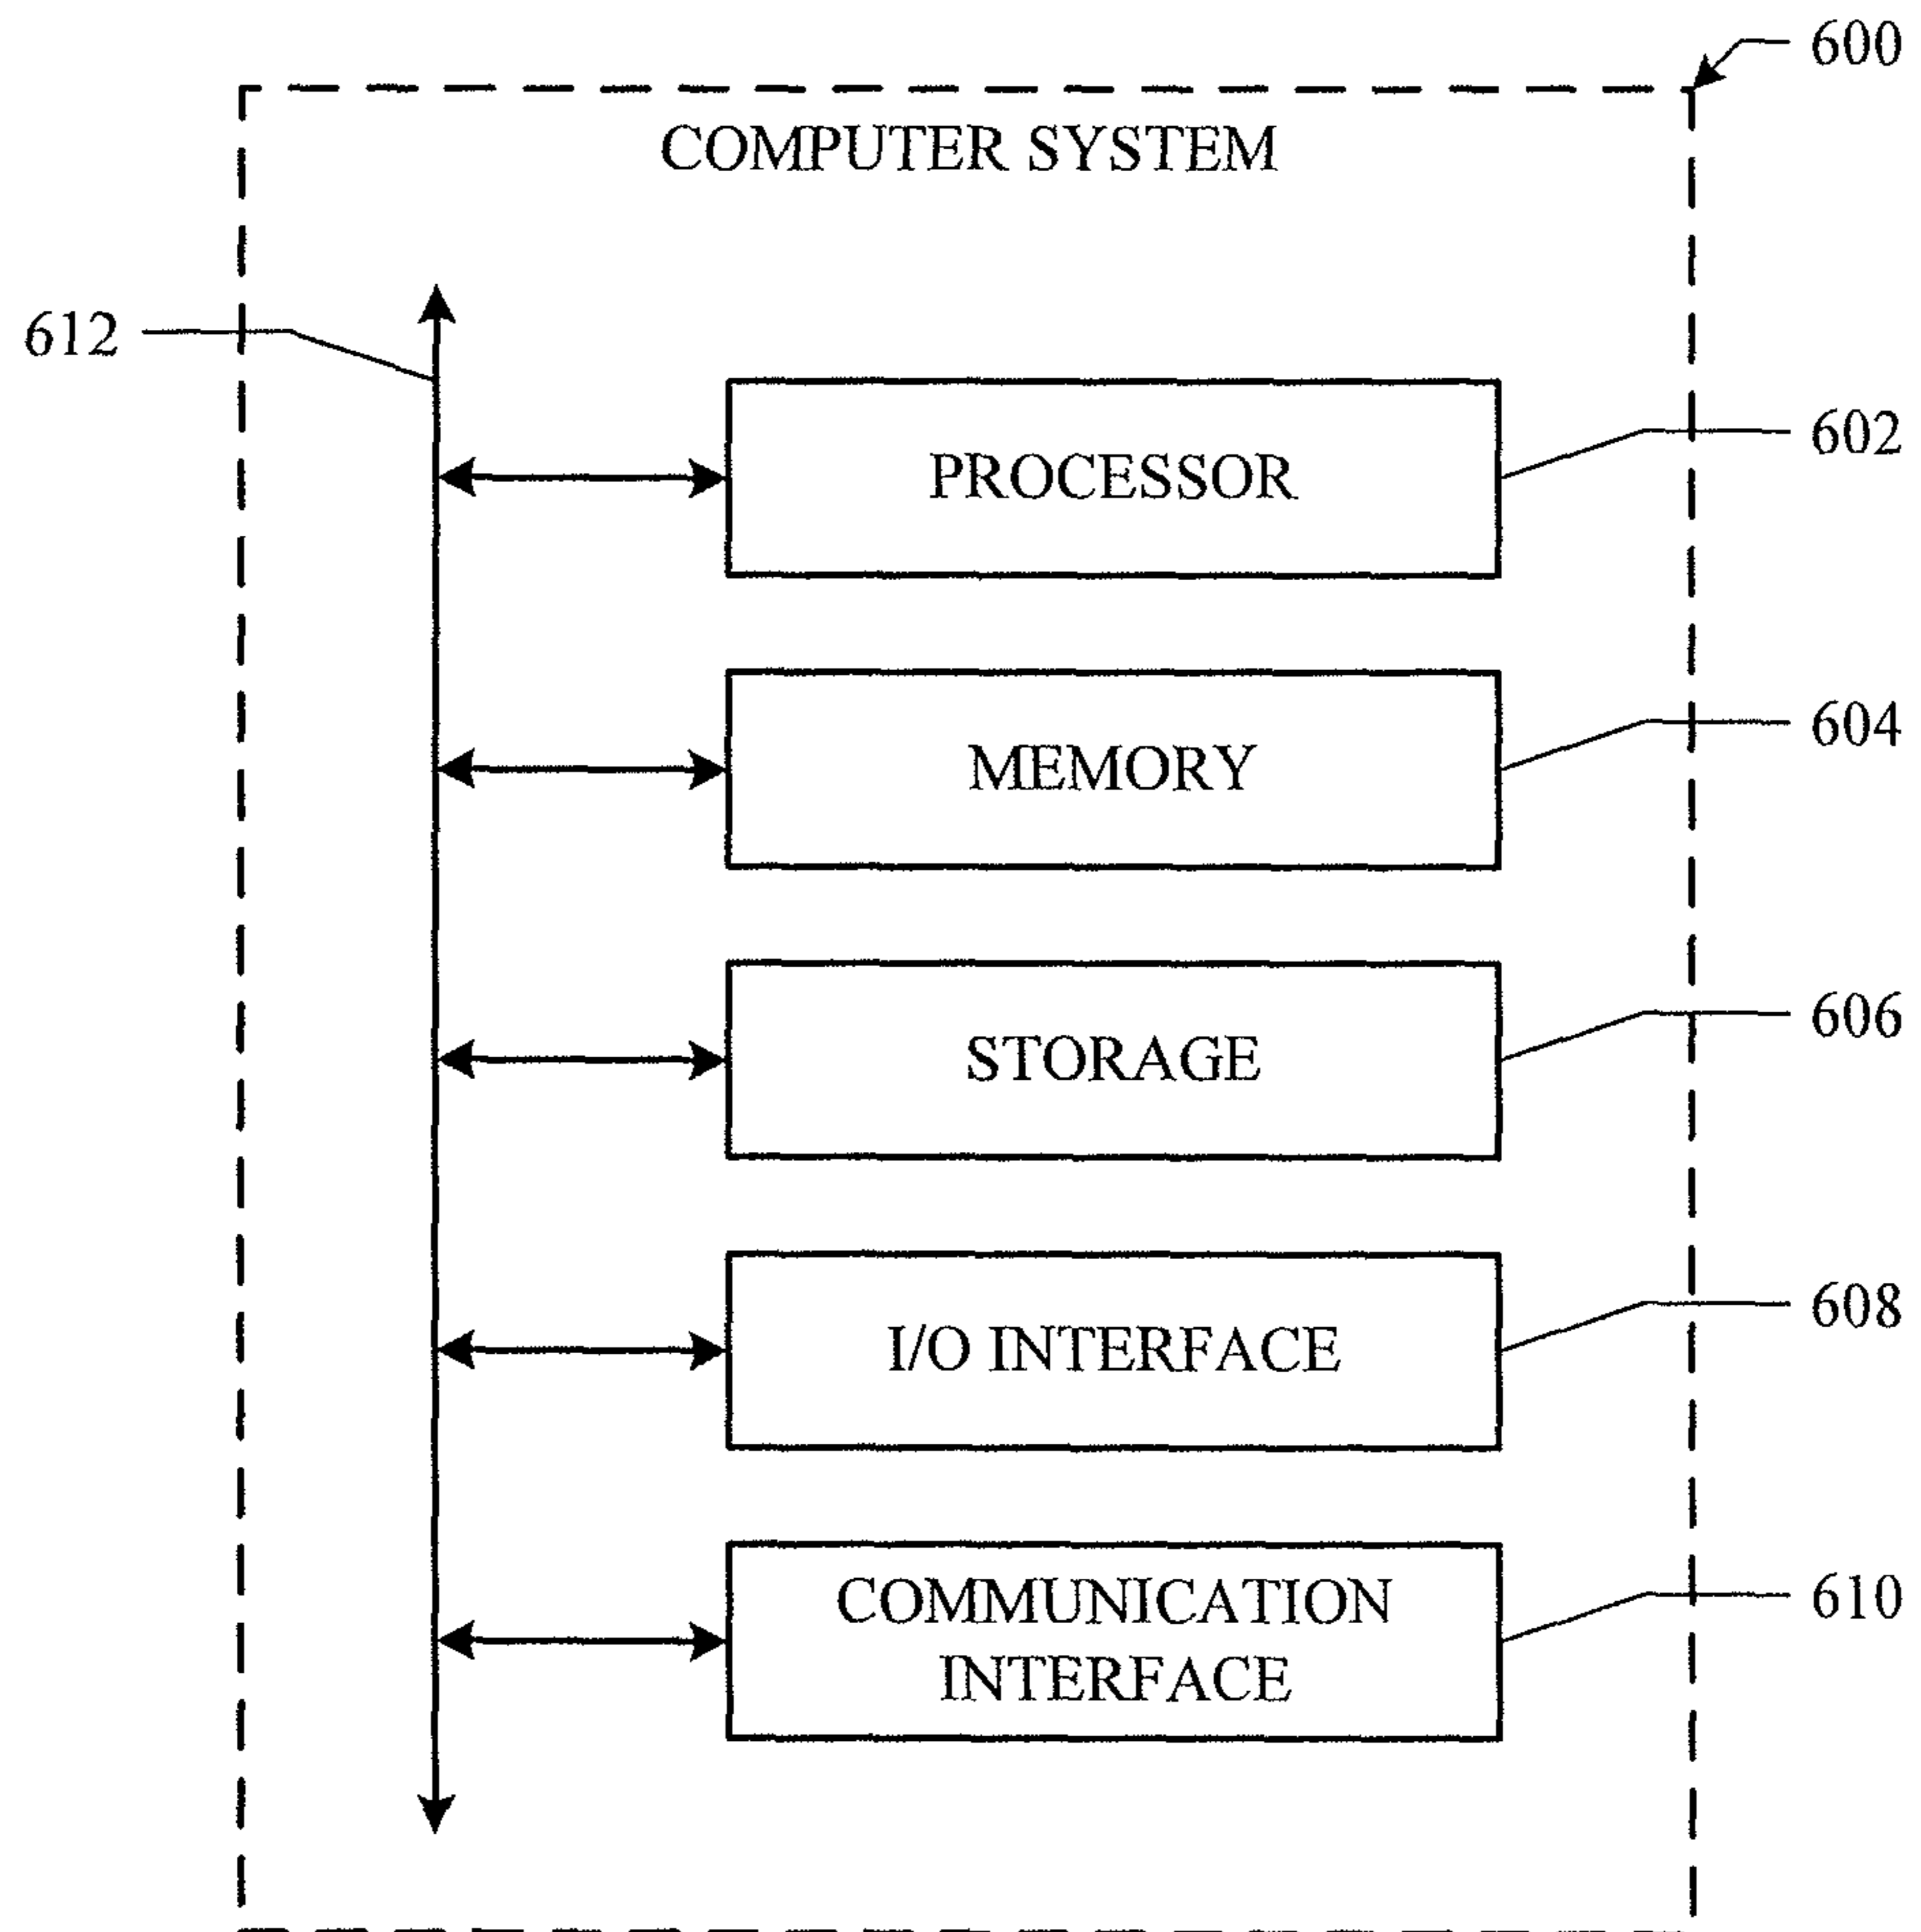 600
COMPUTER SYSTEM
612
PROCESSOR
602
MEMORY
604
STORAGE
606
I/O INTERFACE
608
COMMUNICATION
INTERFACE
610